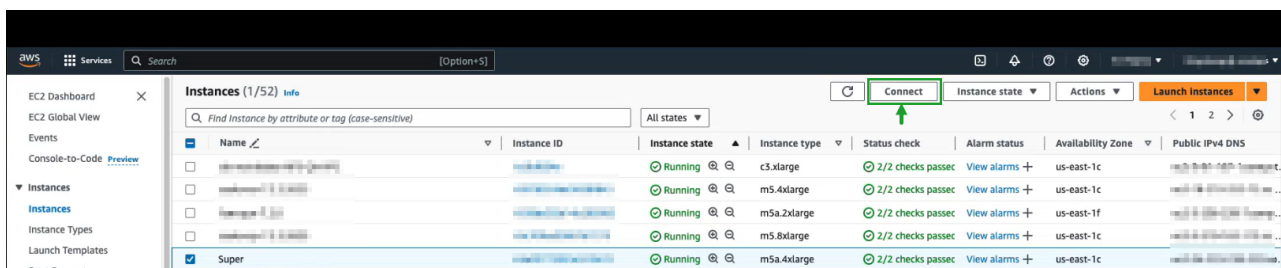 aws Services Search [Option+S]
EC2 Dashboard
EC2 Global View
Events
Console-to-Code Preview
Instances
Instances
Instance Types
Launch Templates
Instances (1/52) Info
Connect Instance state Actions Launch instances
Find Instance by attribute or tag (case-sensitive) All states 1 2
Name Instance ID Instance state Instance type Status check Alarm status Availability Zone Public IPv4 DNS
Running c3.xlarge 2/2 checks passec View alarms + us-east-1c
Running m5.4xlarge 2/2 checks passec View alarms + us-east-1c
Running m5a.2xlarge 2/2 checks passec View alarms + us-east-1f
Running m5.8xlarge 2/2 checks passec View alarms + us-east-1c
Super Running m5a.4xlarge 2/2 checks passec View alarms + us-east-1c